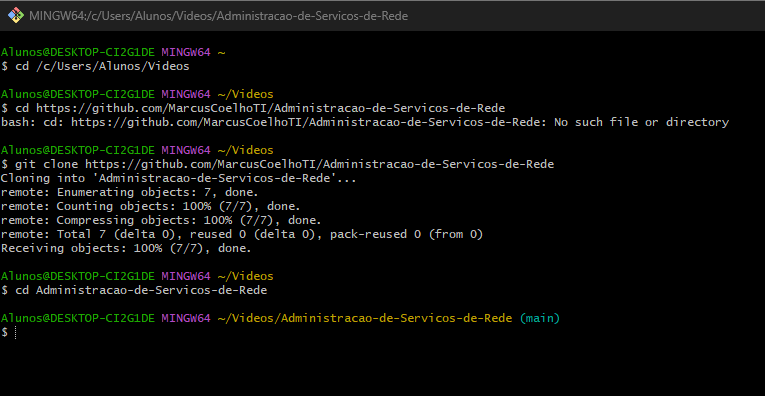 MINGW64:/c/Users/Alunos/Videos/Administracao-de-Servicos-de-Rede
Alunos@DESKTOP-CI2G1DE MINGW64 ~
$ cd /c/Users/Alunos/Videos
Alunos@DESKTOP-CI2G1DE MINGW64 ~/Videos
$ cd https://github.com/MarcusCoelhoTI/Administracao-de-Servicos-de-Rede
bash: cd: https://github.com/MarcusCoelhoTI/Administracao-de-Servicos-de-Rede: No such file or directory
Alunos@DESKTOP-CI2G1DE MINGW64 ~/Videos
$ git clone https://github.com/MarcusCoelhoTI/Administracao-de-Servicos-de-Rede
Cloning into 'Administracao-de-Servicos-de-Rede'...
remote: Enumerating objects: 7, done.
remote: Counting objects: 100% (7/7), done.
remote: Compressing objects: 100% (7/7), done.
remote: Total 7 (delta 0), reused 0 (delta 0), pack-reused 0 (from 0)
Receiving objects: 100% (7/7), done.
Alunos@DESKTOP-CI2G1DE MINGW64 ~/Videos
$ cd Administracao-de-Servicos-de-Rede
Alunos@DESKTOP-CI2G1DE MINGW64 ~/Videos/Administracao-de-Servicos-de-Rede (main)
$